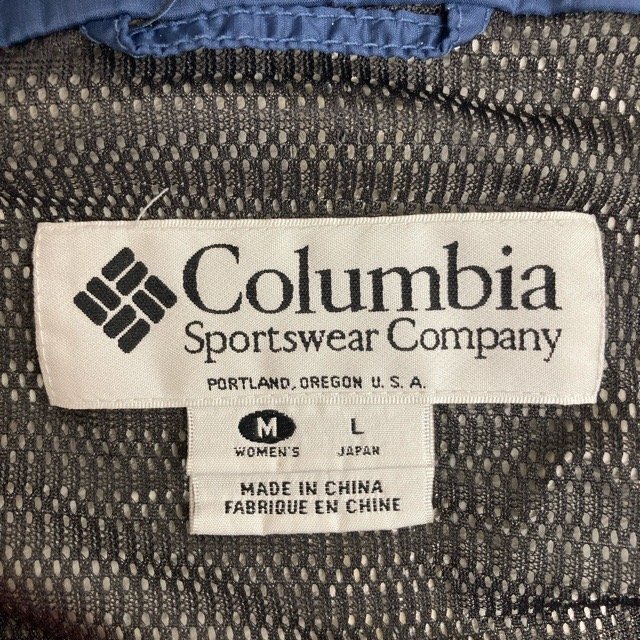 Columbia
Sportswear Company
PORTLAND, OREGON U. S. A.
M L
WOMEN'S JAPAN
MADE IN CHINA
FABRIQUE EN CHINE